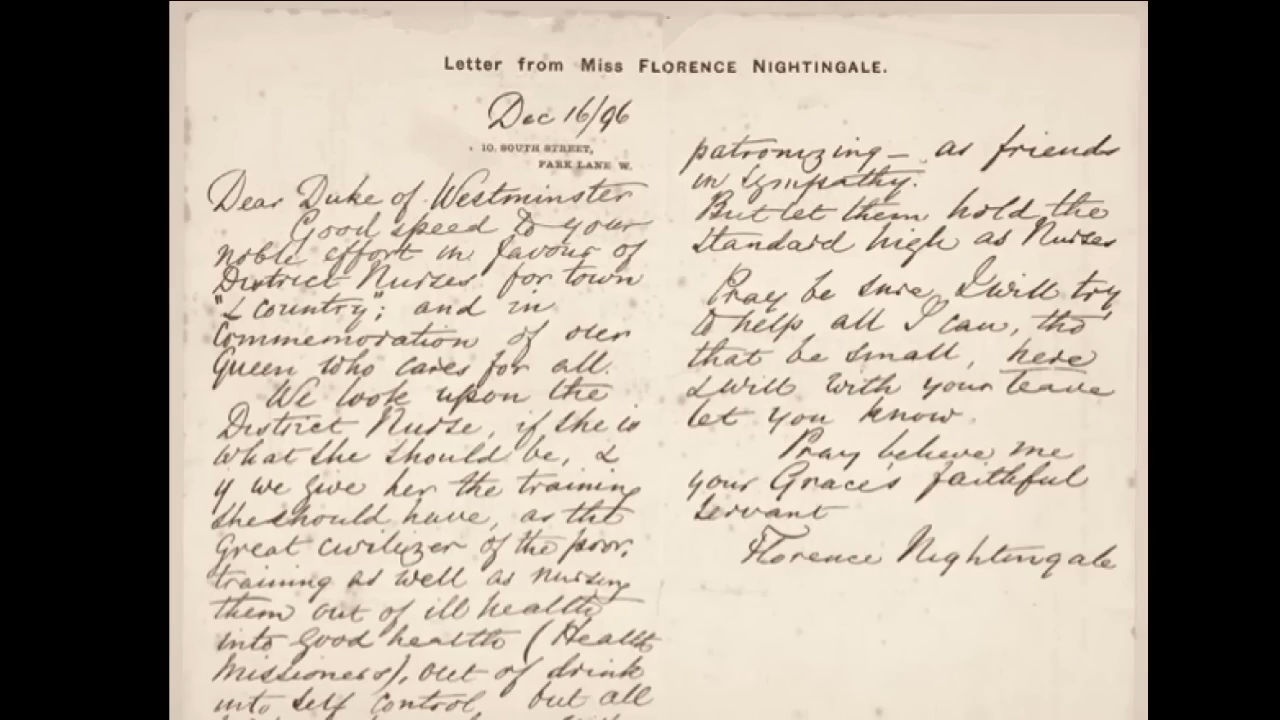 Letter from Miss FLORENCE NIGHTINGALE.
Dec 16/96
10. SOUTH STREET,
PARK LANE W.
Dear Duke of Westminster
Good speed to your
noble effort in favour of
District Nurses for town
"& country"; and in
Commemoration of our
Queen who cares for all.
We look upon the
District Nurse, if she is
what she should be, &
if we give her the training
she should have, as the
Great civilizer of the poor,
training as well as nursing
them out of ill health
into good health (Health
Missioners), out of drink
into self control, but all
patronizing – as friends
in sympathy.
But let them hold the
Standard high as Nurses
Pray be sure I will try
to help all I can, tho'
that be small, here
I will with your leave
let you know.
Pray believe me
your Grace's faithful
Servant
Florence Nightingale